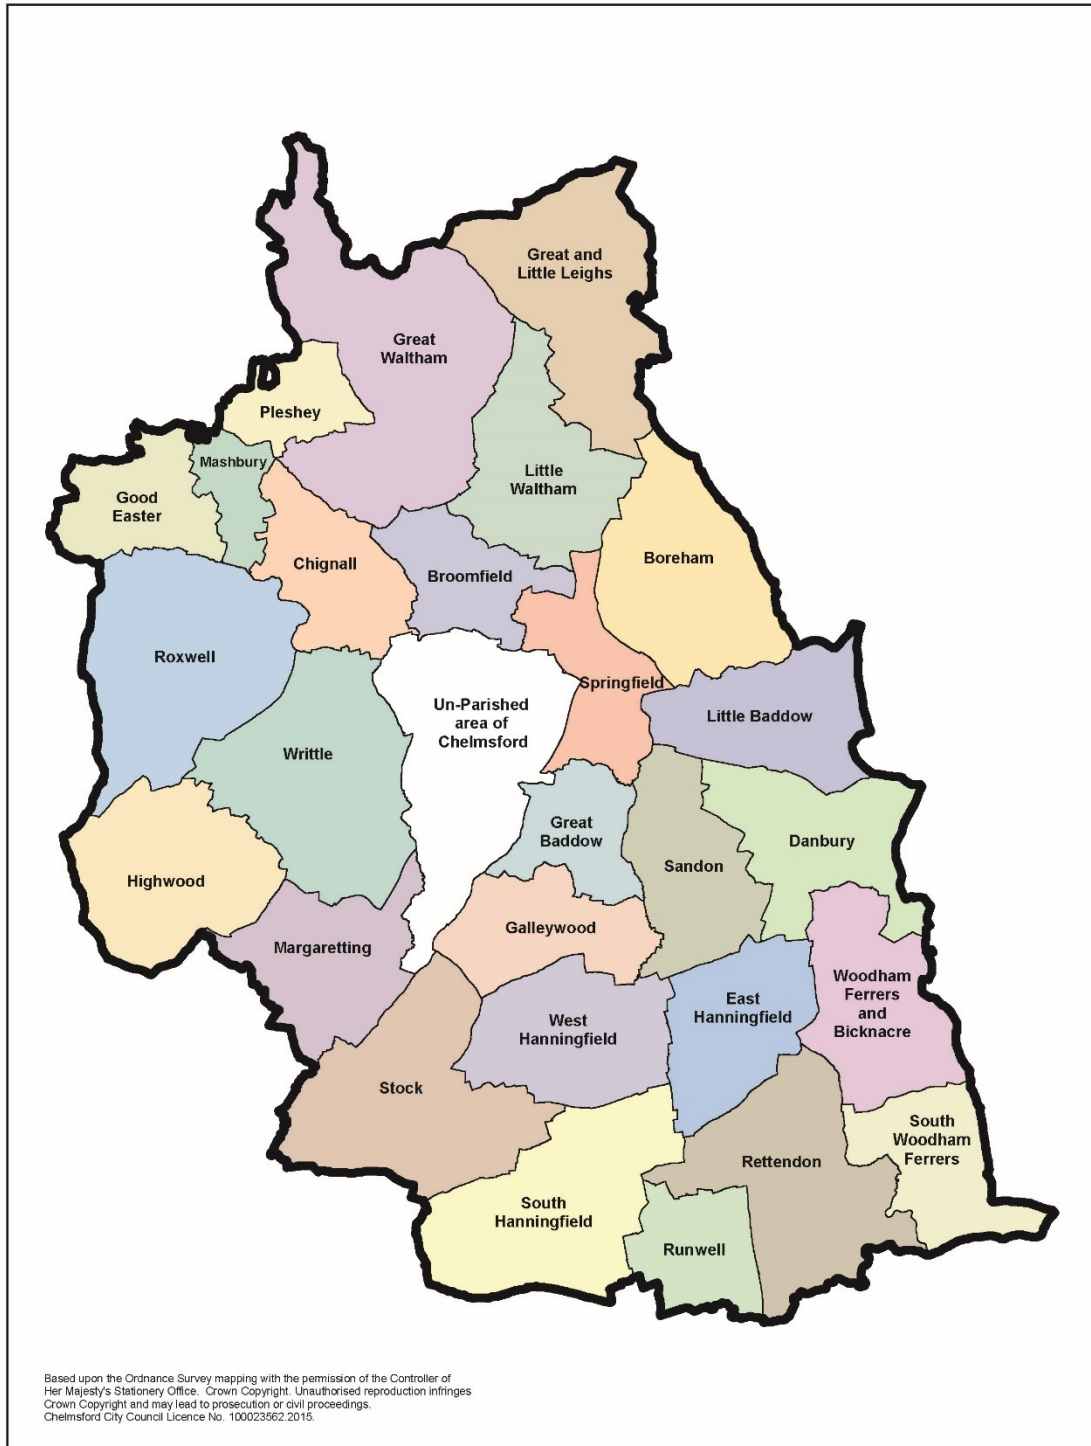 Great and
Little Leighs
Great
Waltham
Pleshey
Mashbury
Little
Waltham
Good
Easter
Chignall
Broomfield
Boreham
Roxwell
Springfield
Un-Parished
area of
Chelmsford
Little Baddow
Writtle
Great
Baddow
Danbury
Sandon
Highwood
Galleywood
Margaretting
Woodham
Ferrers
and
Bicknacre
East
Hanningfield
West
Hanningfield
Stock
South
Woodham
Ferrers
Rettendon
South
Hanningfield
Runwell
Based upon the Ordnance Survey mapping with the permission of the Controller of
Her Majesty's Stationery Office. Crown Copyright. Unauthorised reproduction infringes
Crown Copyright and may lead to prosecution or civil proceedings.
Chelmsford City Council Licence No. 100023562.2015.